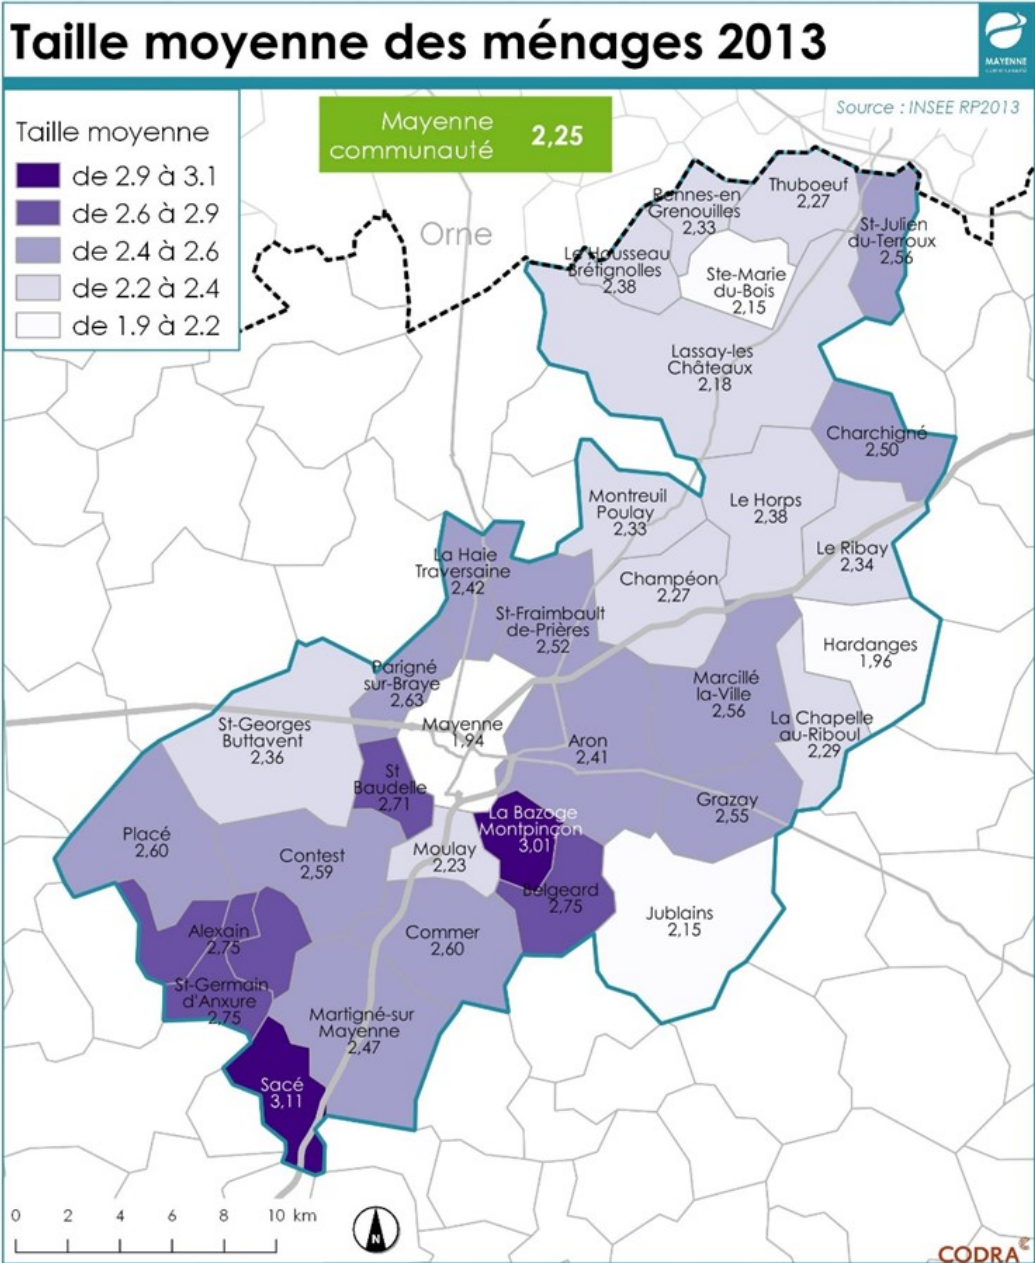 Taille moyenne des ménages 2013
MAYENNE
communauté
Source : INSEE RP2013
Mayenne
communauté
2,25
Taille moyenne
de 2.9 à 3.1
de 2.6 à 2.9
de 2.4 à 2.6
de 2.2 à 2.4
de 1.9 à 2.2
Orne
Thuboeuf
2,27
Rennes-en
Grenouilles
2,33
St-Julien
du-Terroux
2,56
Le Housseau
Brétignolles
2,38
Ste-Marie
du-Bois
2,15
Lassay-les
Châteaux
2,18
Charchigné
2,50
Montreuil
Poulay
2,33
Le Horps
2,38
Le Ribay
2,34
La Haie
Traversaine
2,42
Champéon
2,27
St-Fraimbault
de-Prières
2,52
Hardanges
1,96
Parigné
sur-Braye
2,63
Marcillé
la-Ville
2,56
St-Georges
Buttavent
2,36
Mayenne
1,94
La Chapelle
au-Riboul
2,29
Aron
2,41
St
Baudelle
2,71
Grazay
2,55
La Bazoge
Montpinçon
3,01
Placé
2,60
Contest
2,59
Moulay
2,23
Belgeard
2,75
Jublains
2,15
Alexain
2,75
Commer
2,60
St-Germain
d'Anxure
2,75
Martigné-sur
Mayenne
2,47
Sacé
3,11
0 2 4 6 8 10 km
N
CODRA